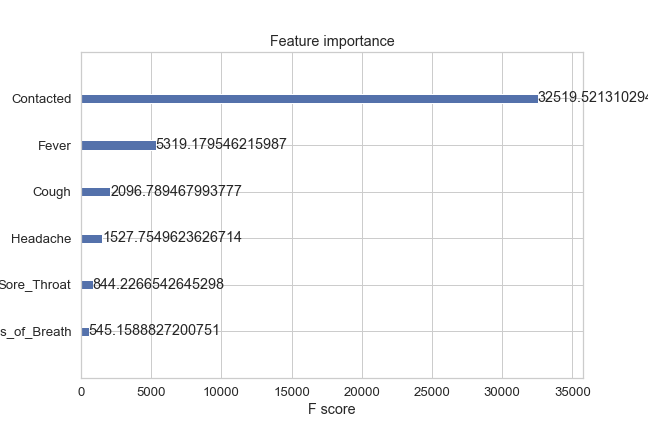 Feature importance
Contacted 32519.521310294
Fever 5319.179546215987
Cough 2096.789467993777
Headache 1527.7549623626714
Sore_Throat 844.2266542645298
s_of_Breath 545.1588827200751
0 5000 10000 15000 20000 25000 30000 35000
F score